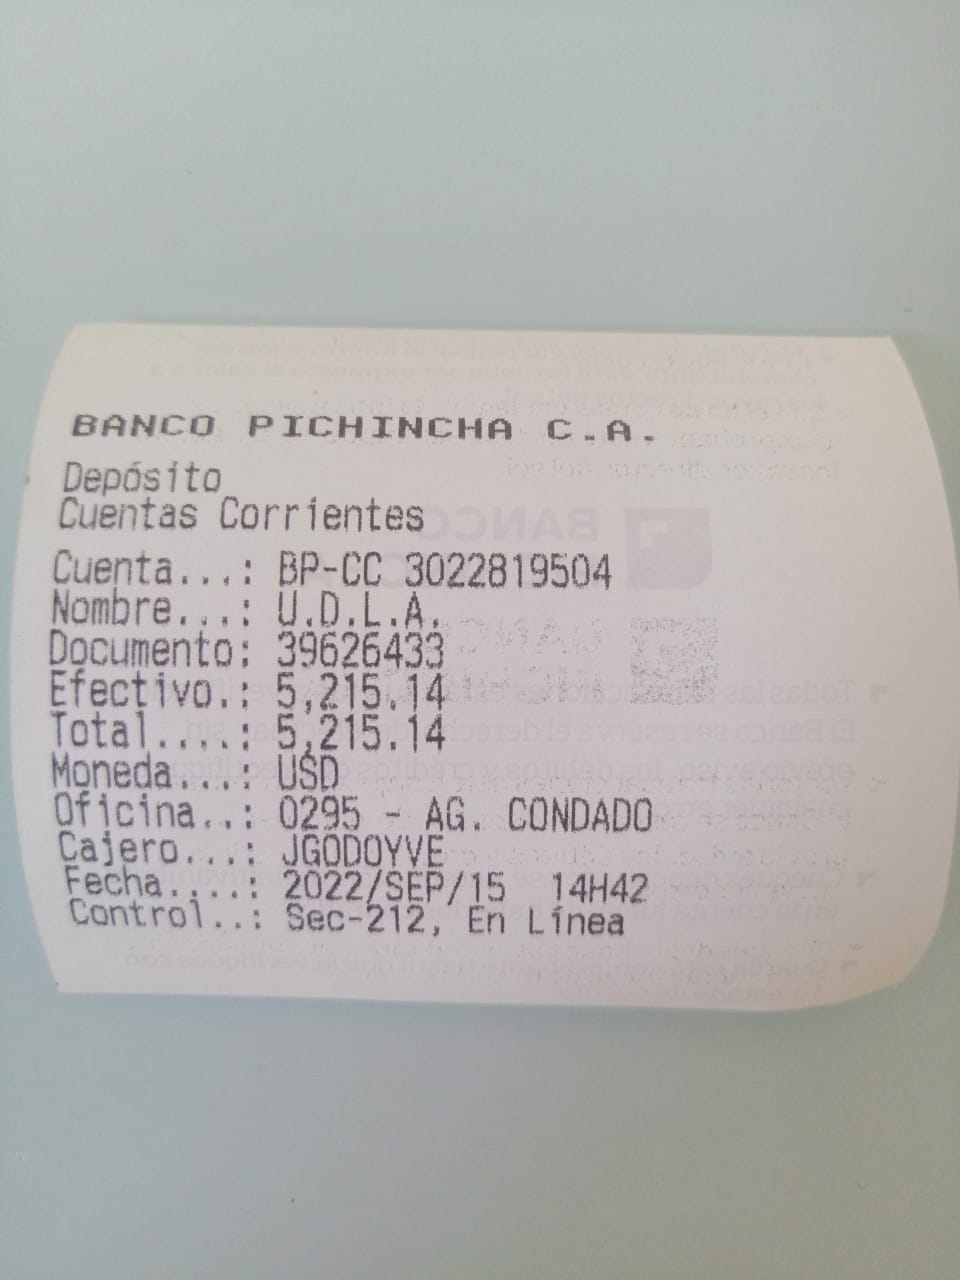 BANCO PICHINCHA C.A.
Depósito
Cuentas Corrientes
Cuenta...: BP-CC 3022819504
Nombre...: U.D.L.A.
Documento: 39626433
Efectivo.: 5,215.14
Total....: 5,215.14
Moneda...: USD
Oficina..: 0295 - AG. CONDADO
Cajero...: JGODOYVE
Fecha....: 2022/SEP/15 14H42
Control..: Sec-212, En Línea